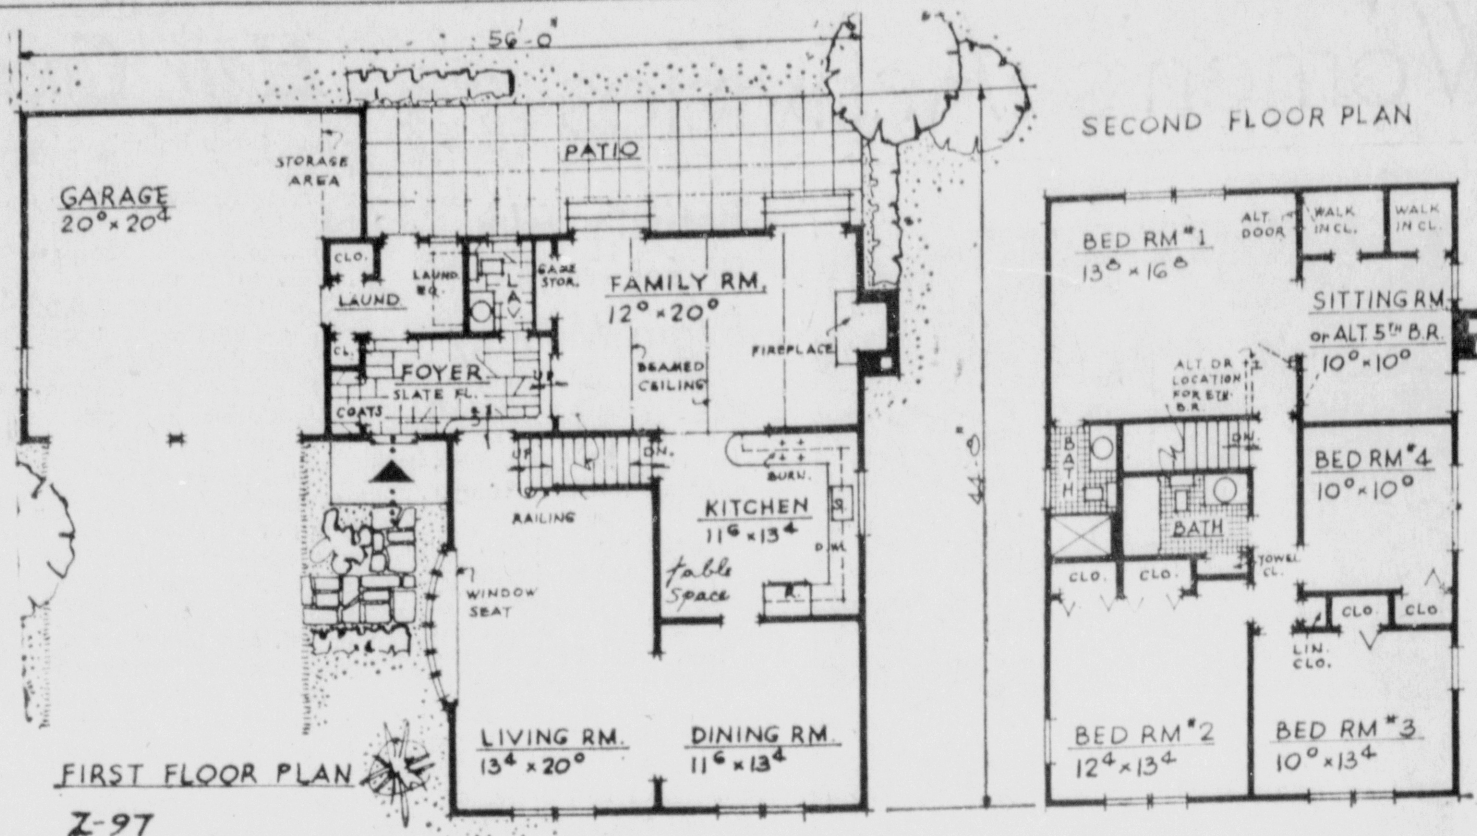 56'-0"
SECOND FLOOR PLAN
PATIO
STORAGE
AREA
GARAGE
20⁰ × 20⁴
CLO.
LAUND.
EQ.
LAV
GAME
STOR.
FAMILY RM.
12⁰ × 20⁰
LAUND.
FIREPLACE
CL.
FOYER
SLATE FL.
UP
BEAMED
CEILING
COATS
UP
DN.
BURN.
RAILING
KITCHEN
11⁶ × 13⁴
S
D.W.
Table
Space
R.
WINDOW
SEAT
44'-0"
LIVING RM.
13⁴ × 20⁰
DINING RM.
11⁶ × 13⁴
FIRST FLOOR PLAN
Z-97
BED RM #1
13⁸ × 16⁸
ALT.
DOOR
WALK
IN CL.
WALK
IN CL.
SITTING RM.
or ALT. 5TH B.R.
10⁰ × 10⁰
ALT DR
LOCATION
FOR 5TH
B.R.
BATH
DN.
BED RM #4
10⁰ × 10⁰
BATH
TOWEL
CL.
CLO.
CLO.
CLO.
CLO
LIN.
CLO.
BED RM #2
12⁴ × 13⁴
BED RM #3
10⁰ × 13⁴